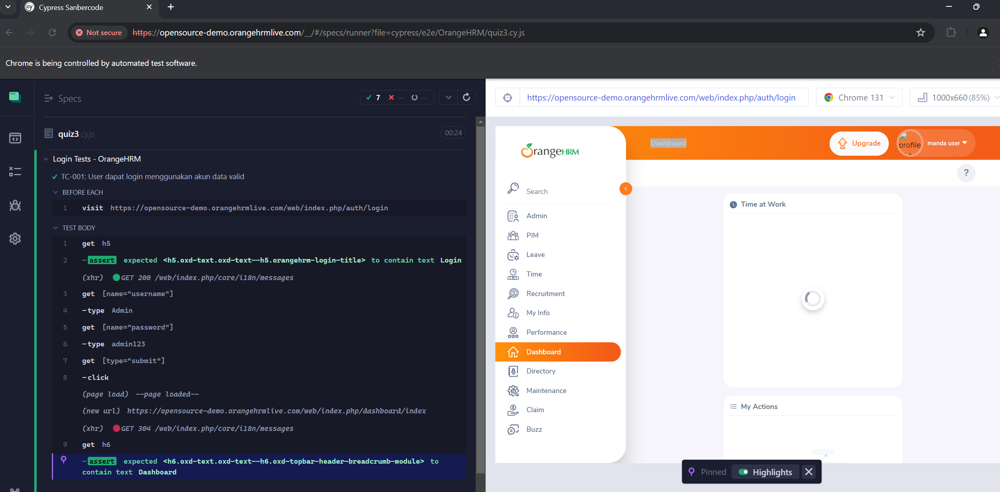 Cypress Sanbercode
Not secure
https://opensource-demo.orangehrmlive.com/__/#/specs/runner?file=cypress/e2e/OrangeHRM/quiz3.cy.js
Chrome is being controlled by automated test software.
Specs
7 -- --
https://opensource-demo.orangehrmlive.com/web/index.php/auth/login
Chrome 131
1000x660 (85%)
quiz3.cy.js
00:24
Login Tests - OrangeHRM
TC-001: User dapat login menggunakan akun data valid
BEFORE EACH
1 visit https://opensource-demo.orangehrmlive.com/web/index.php/auth/login
TEST BODY
1 get h5
2 -assert expected <h5.oxd-text.oxd-text--h5.orangehrm-login-title> to contain text Login
(xhr) GET 200 /web/index.php/core/i18n/messages
3 get [name="username"]
4 -type Admin
5 get [name="password"]
6 -type admin123
7 get [type="submit"]
8 -click
(page load) --page loaded--
(new url) https://opensource-demo.orangehrmlive.com/web/index.php/dashboard/index
(xhr) GET 304 /web/index.php/core/i18n/messages
9 get h6
-assert expected <h6.oxd-text.oxd-text--h6.oxd-topbar-header-breadcrumb-module> to
contain text Dashboard
OrangeHRM
Dashboard
Upgrade
profile
manda user
?
Search
Admin
PIM
Leave
Time
Recruitment
My Info
Performance
Dashboard
Directory
Maintenance
Claim
Buzz
Time at Work
My Actions
Pinned
Highlights